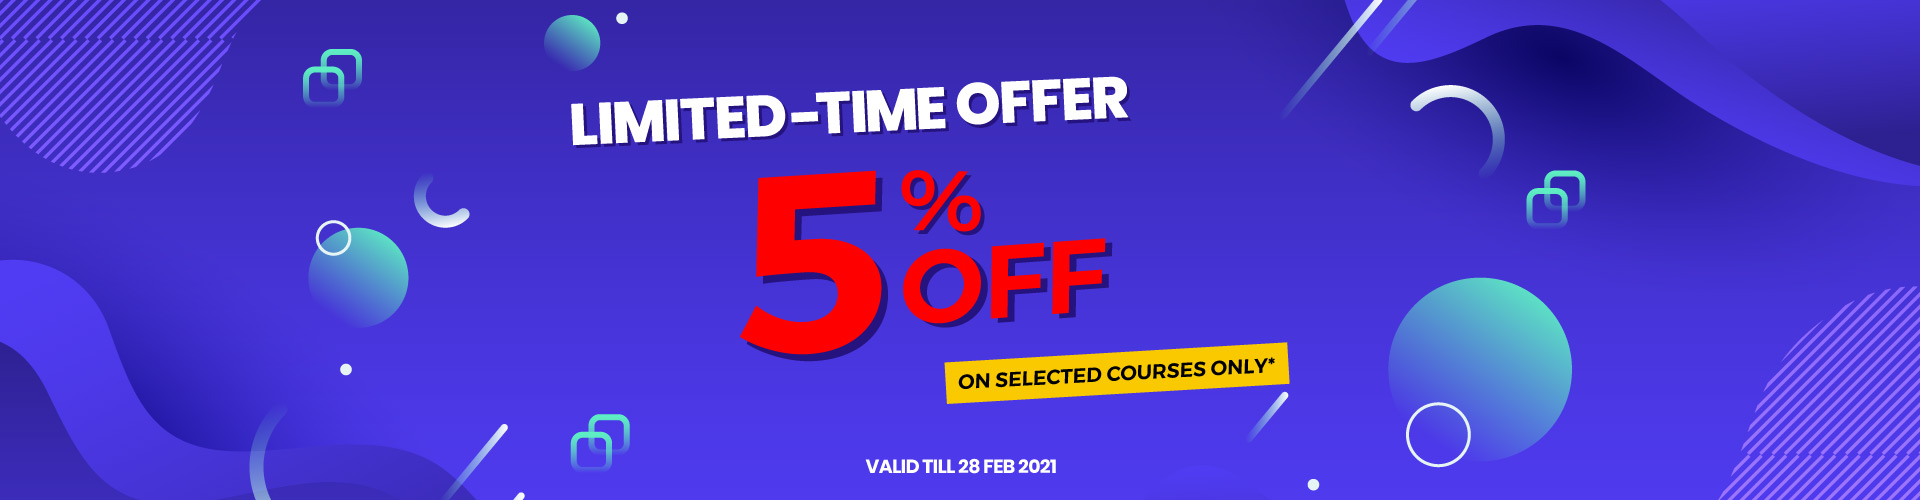 LIMITED-TIME OFFER
5% OFF
ON SELECTED COURSES ONLY*
VALID TILL 28 FEB 2021